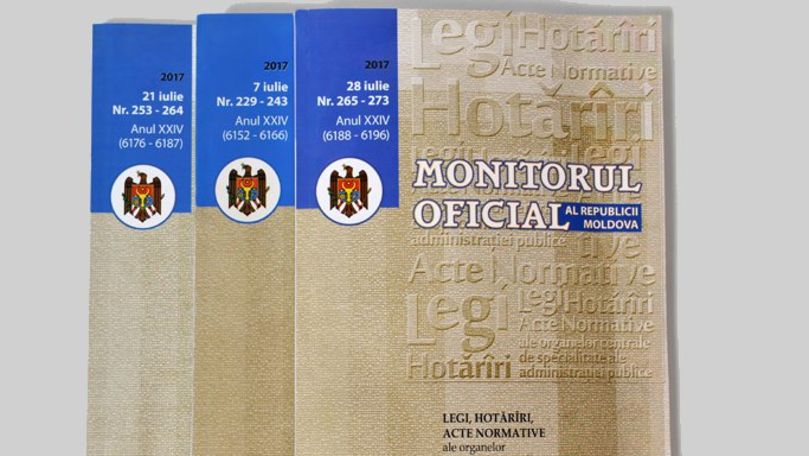 2017
21 iulie
Nr. 253 - 264
Anul XXIV
(6176 - 6187)
2017
7 iulie
Nr. 229 - 243
Anul XXIV
(6152 - 6166)
2017
28 iulie
Nr. 265 - 273
Anul XXIV
(6188 - 6196)
Legi Hotărîri
Acte Normative
Hotărîri
Legi
MONITORUL
OFICIAL AL REPUBLICII
MOLDOVA
administrației publice
tive
Acte Normative
Legi Legi Hotărîri
Acte Normative
ale organelor centrale
de specialitate ale
Hotărîri administrației publice
LEGI, HOTĂRÎRI,
ACTE NORMATIVE
ale organelor